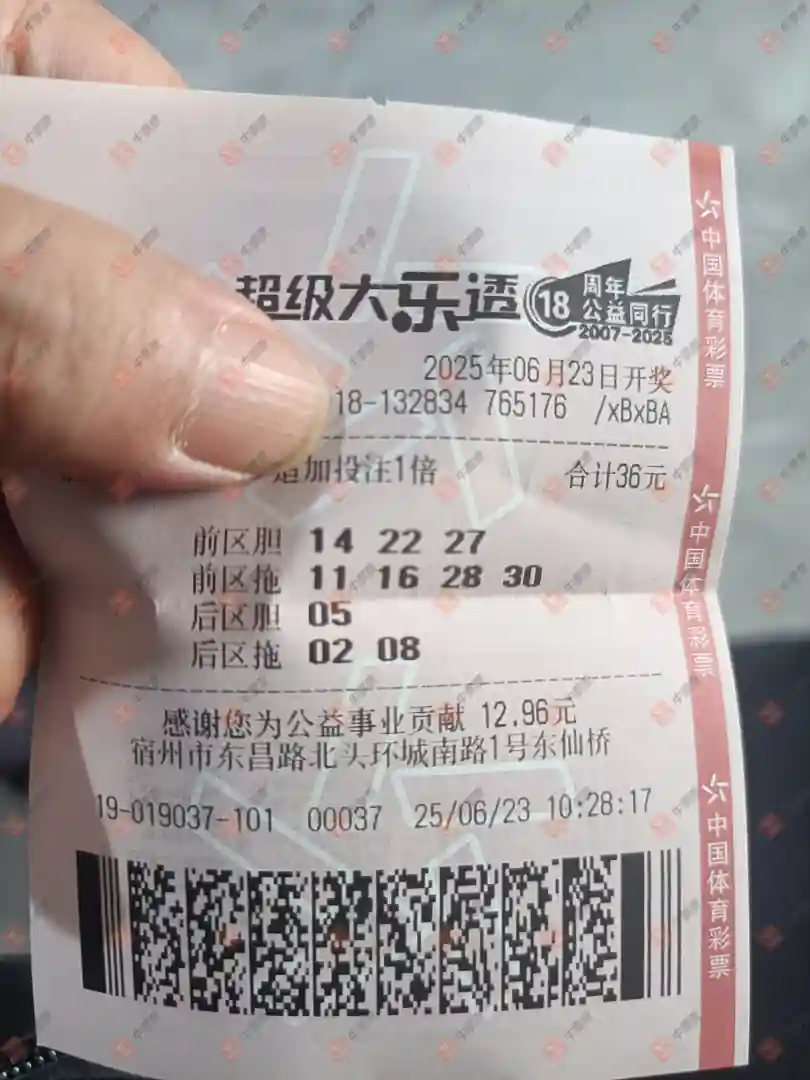 超级大乐透 18 周年 公益同行 2007-2025
2025年06月23日开奖
18-132834 765176 /xBxBA
追加投注1倍 合计36元
前区胆 14 22 27
前区拖 11 16 28 30
后区胆 05
后区拖 02 08
感谢您为公益事业贡献 12.96元
宿州市东昌路北头环城南路1号东仙桥
19-019037-101 00037 25/06/23 10:28:17
中国体育彩票
中国体育彩票
中国体育彩票